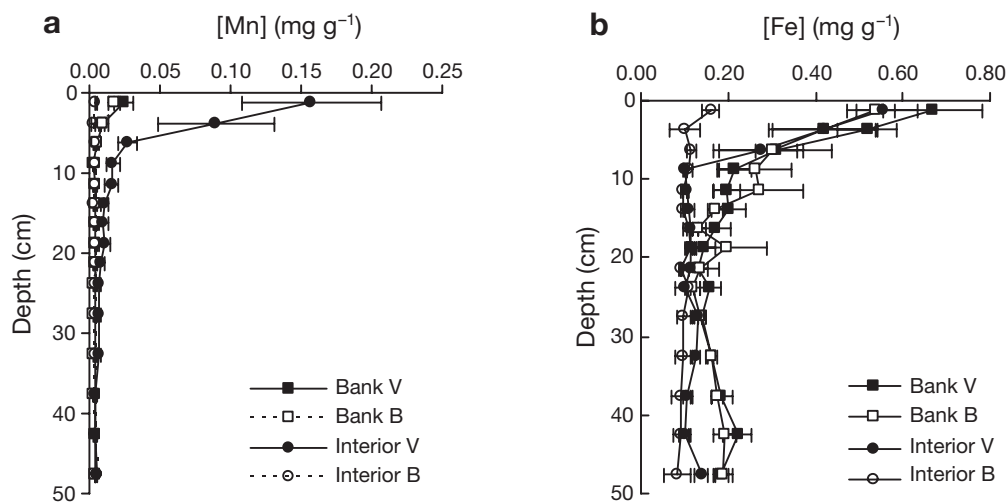 a
[Mn] (mg g⁻¹)
0.00 0.05 0.10 0.15 0.20 0.25
0
10
20
30
40
50
Depth (cm)
Bank V
Bank B
Interior V
Interior B
b
[Fe] (mg g⁻¹)
0.00 0.20 0.40 0.60 0.80
0
10
20
30
40
50
Depth (cm)
Bank V
Bank B
Interior V
Interior B